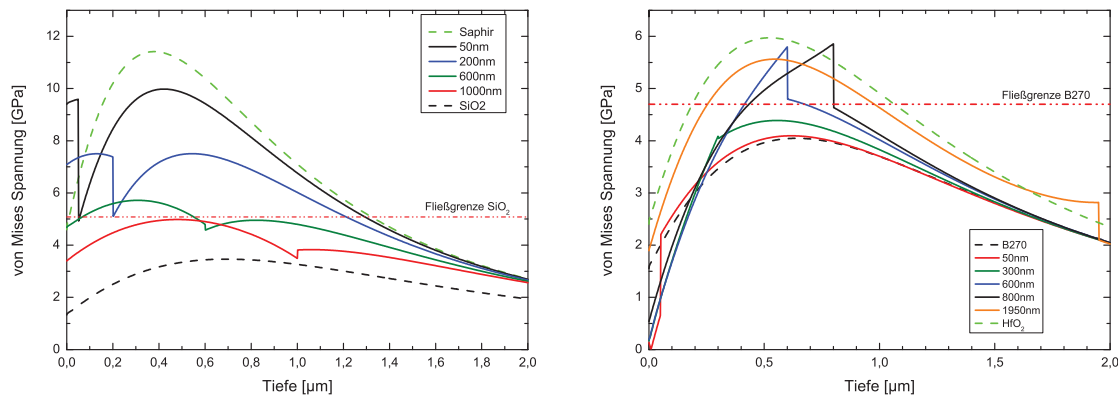 12
10
8
6
4
2
0
von Mises Spannung [GPa]
Saphir
50nm
200nm
600nm
1000nm
SiO2
Fließgrenze SiO₂
0,0 0,2 0,4 0,6 0,8 1,0 1,2 1,4 1,6 1,8 2,0
Tiefe [µm]
6
5
4
3
2
1
0
von Mises Spannung [GPa]
Fließgrenze B270
B270
50nm
300nm
600nm
800nm
1950nm
HfO₂
0,0 0,5 1,0 1,5 2,0
Tiefe [µm]